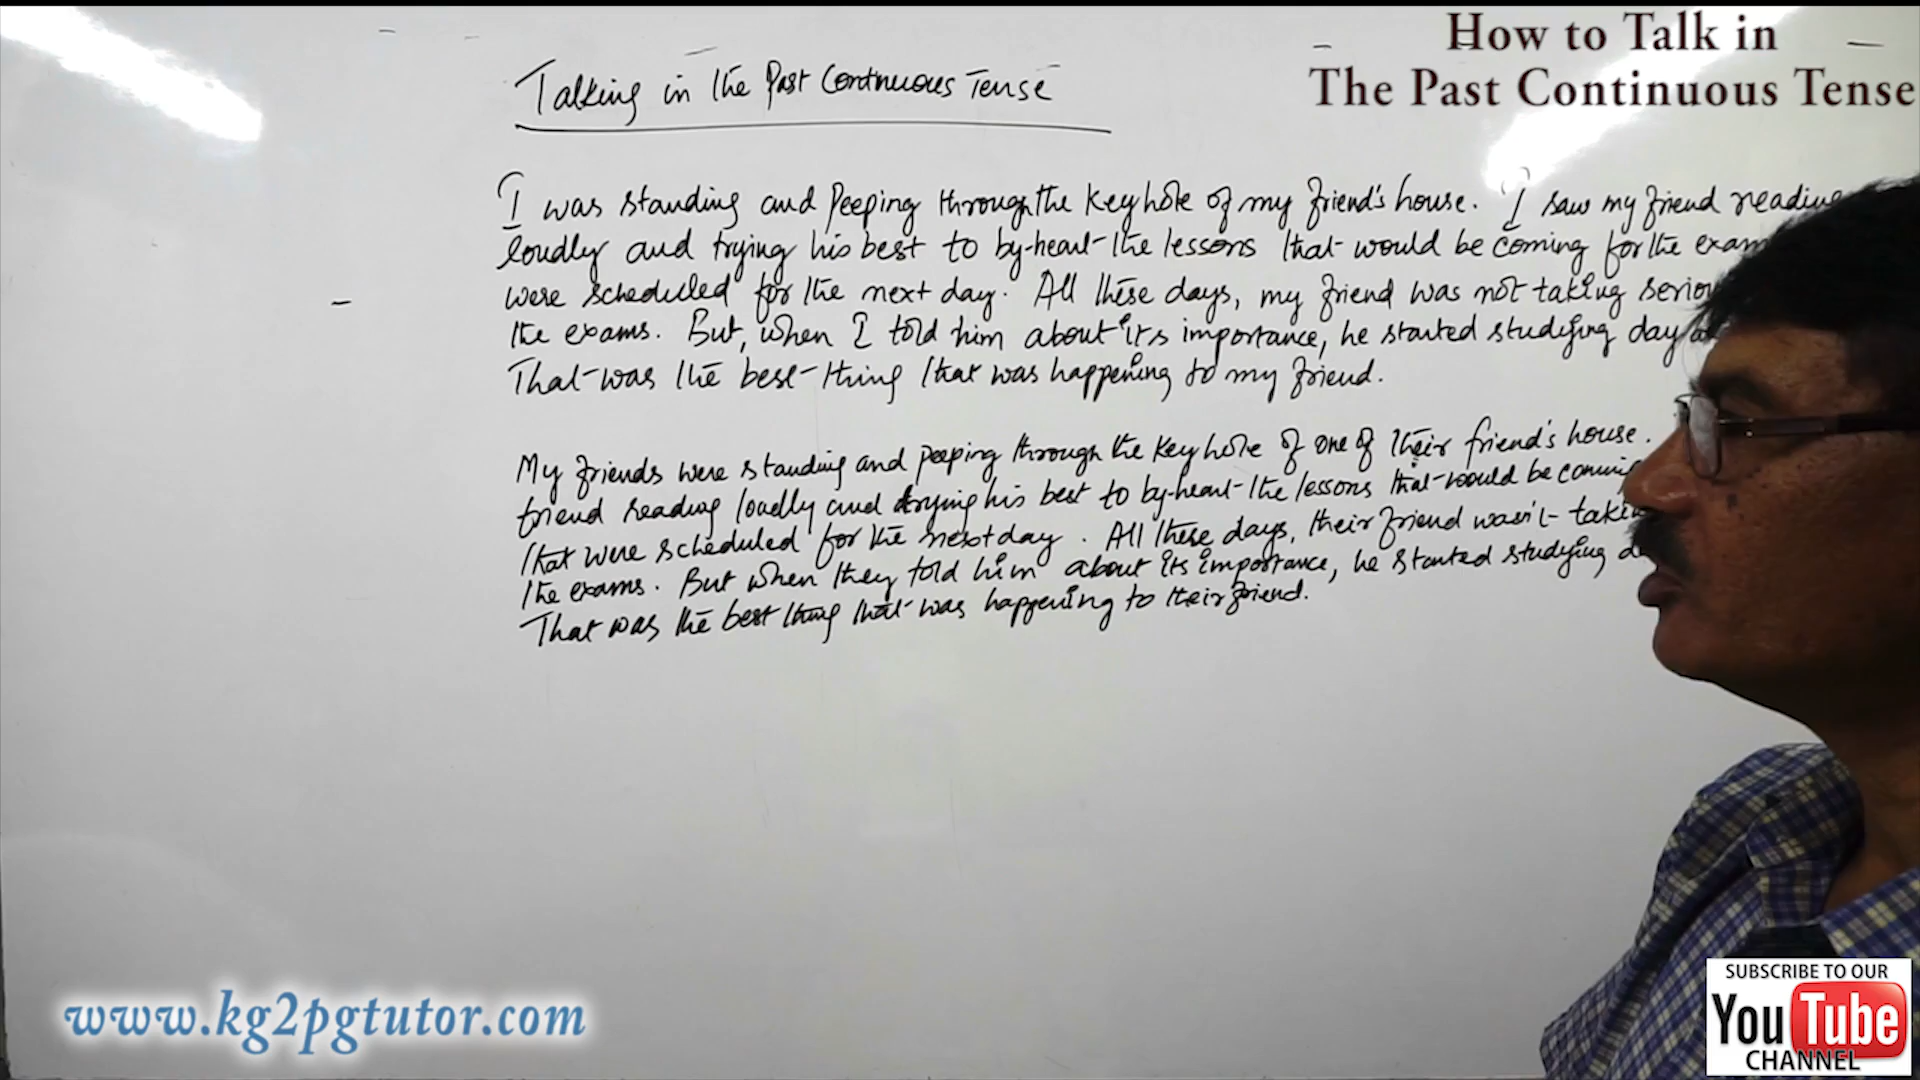 How to Talk in
The Past Continuous Tense
Talking in the Past Continuous Tense
I was standing and peeping through the keyhole of my friend's house. I saw my friend reading
loudly and trying his best to by-heart the lessons that would be coming for the exam
were scheduled for the next day. All these days, my friend was not taking
the exams. But, when I told him about its importance, he started studying day
That was the best thing that was happening to my friend.
My friends were standing and peeping through the keyhole of one of their friend's house.
friend reading loudly and trying his best to by-heart the lessons that would be
that were scheduled for the next day. All these days, their friend wasn't
the exams. But when they told him about its importance, he started studying
That was the best thing that was happening to their friend.
www.kg2pgtutor.com
SUBSCRIBE TO OUR
YouTube
CHANNEL